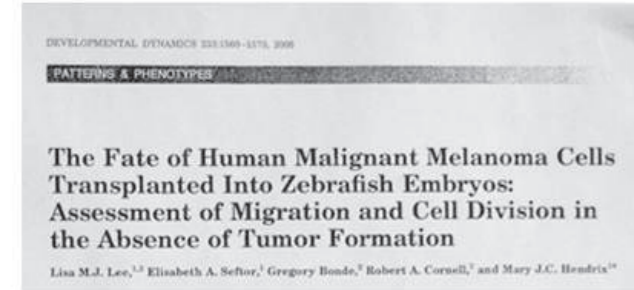 DEVELOPMENTAL DYNAMICS 233:1560–1570, 2005
PATTERNS & PHENOTYPES
The Fate of Human Malignant Melanoma Cells
Transplanted Into Zebrafish Embryos:
Assessment of Migration and Cell Division in
the Absence of Tumor Formation
Lisa M.J. Lee, Elisabeth A. Seftor, Gregory Bonde, Robert A. Cornell, and Mary J.C. Hendrix